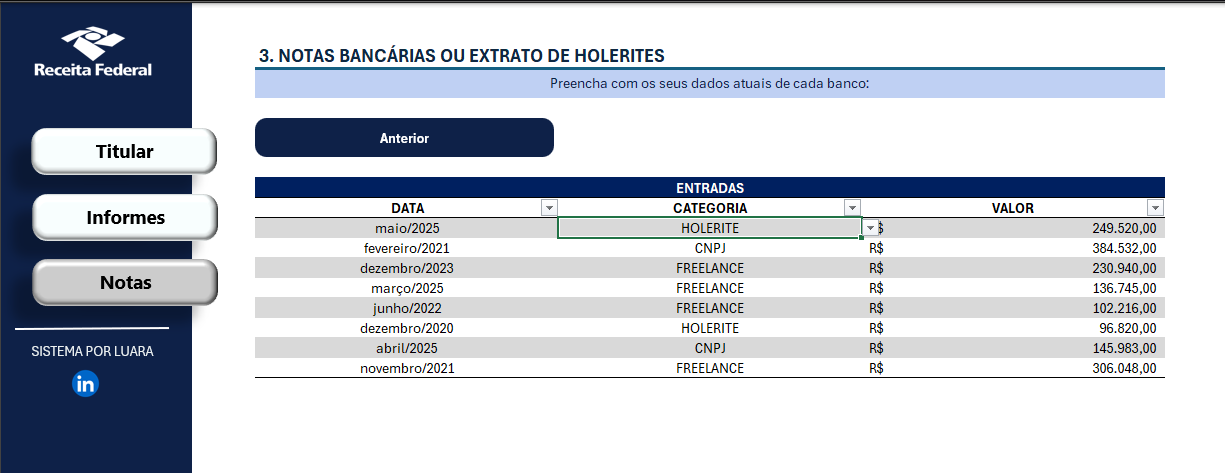 Receita Federal
Titular
Informes
Notas
SISTEMA POR LUARA
in
3. NOTAS BANCÁRIAS OU EXTRATO DE HOLERITES
Preencha com os seus dados atuais de cada banco:
Anterior
ENTRADAS
DATA CATEGORIA VALOR
maio/2025 HOLERITE $ 249.520,00
fevereiro/2021 CNPJ R$ 384.532,00
dezembro/2023 FREELANCE R$ 230.940,00
março/2025 FREELANCE R$ 136.745,00
junho/2022 FREELANCE R$ 102.216,00
dezembro/2020 HOLERITE R$ 96.820,00
abril/2025 CNPJ R$ 145.983,00
novembro/2021 FREELANCE R$ 306.048,00